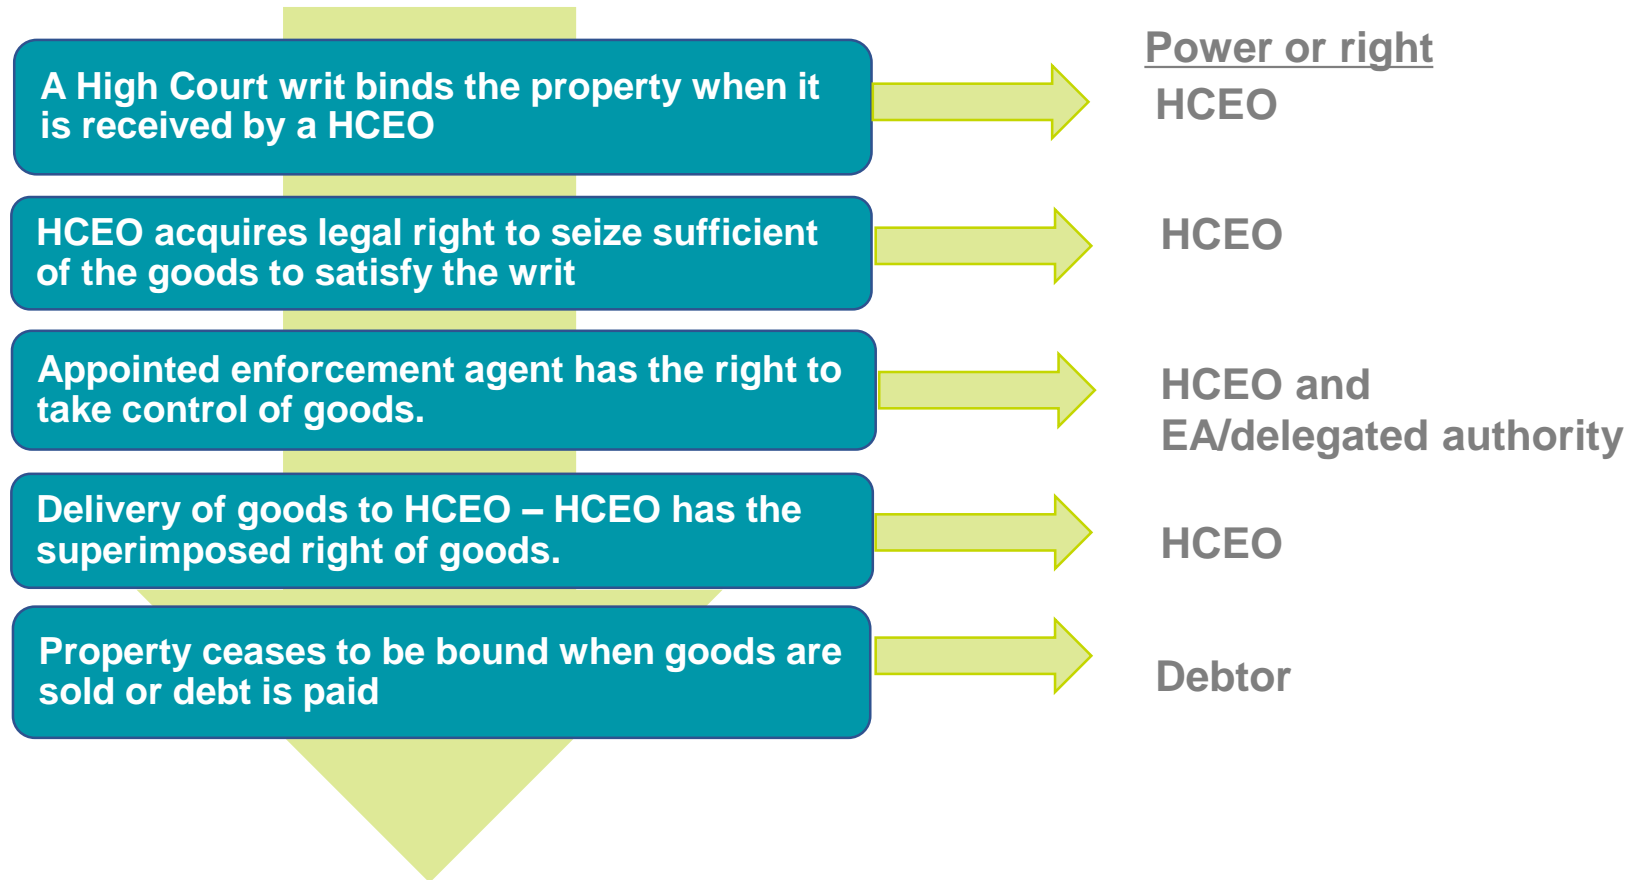 Power or right
A High Court writ binds the property when it
is received by a HCEO
HCEO
HCEO acquires legal right to seize sufficient
of the goods to satisfy the writ
HCEO
Appointed enforcement agent has the right to
take control of goods.
HCEO and
EA/delegated authority
Delivery of goods to HCEO – HCEO has the
superimposed right of goods.
HCEO
Property ceases to be bound when goods are
sold or debt is paid
Debtor